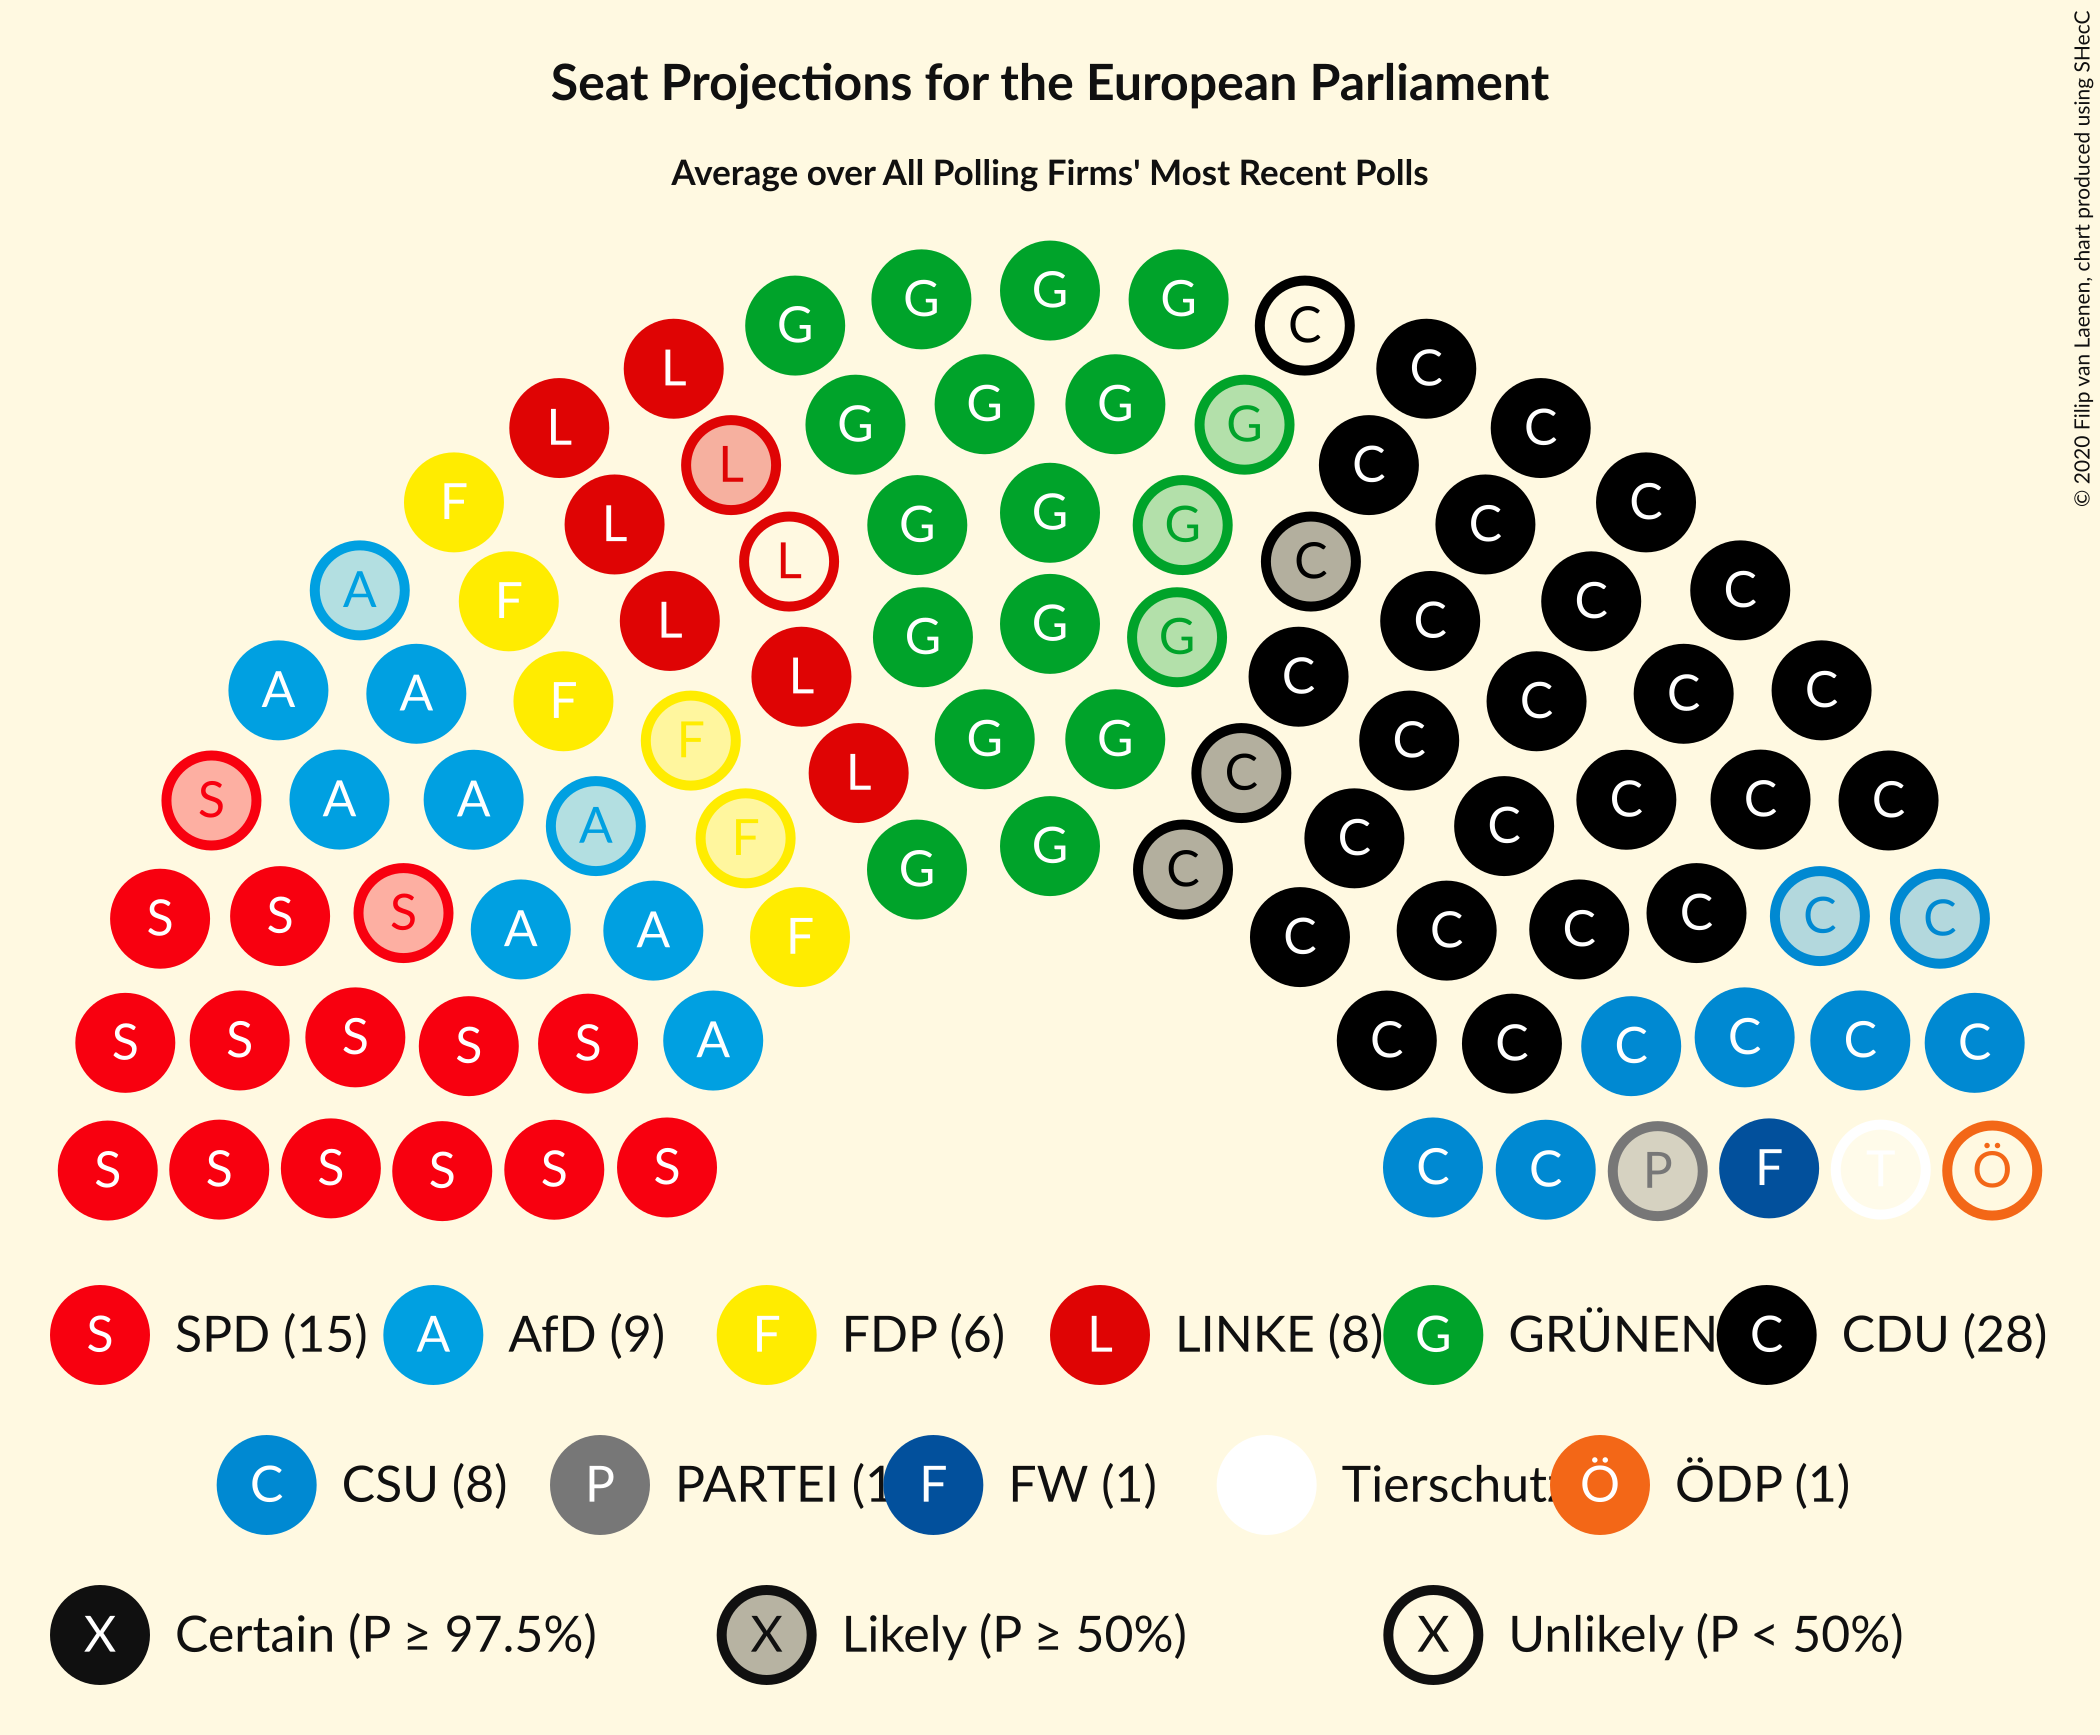 Seat Projections for the European Parliament
Average over All Polling Firms' Most Recent Polls
© 2020 Filip van Laenen, chart produced using SHecC
G G G G C
L G G G G C C
L L G G G C C C
F L L C C C
A F L G G G C C C C
A A F L C C C C
S A A F L G G C C C C C C
S S S A A A F F G G C C C C C C C C
S S S S S A C C C C C C
S S S S S S C C P F T Ö
S SPD (15) A AfD (9) F FDP (6) L LINKE (8) G GRÜNEN C CDU (28)
C CSU (8) P PARTEI (1 F FW (1) Tierschutz Ö ÖDP (1)
X Certain (P ≥ 97.5%) X Likely (P ≥ 50%) X Unlikely (P < 50%)